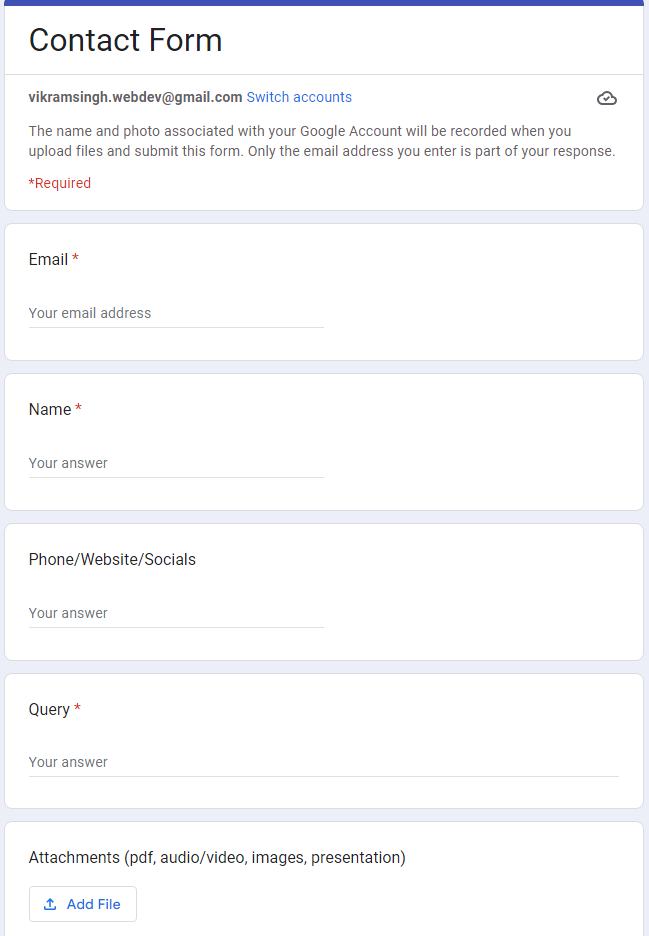 Contact Form
vikramsingh.webdev@gmail.com Switch accounts
The name and photo associated with your Google Account will be recorded when you
upload files and submit this form. Only the email address you enter is part of your response.
*Required
Email *
Your email address
Name *
Your answer
Phone/Website/Socials
Your answer
Query *
Your answer
Attachments (pdf, audio/video, images, presentation)
Add File